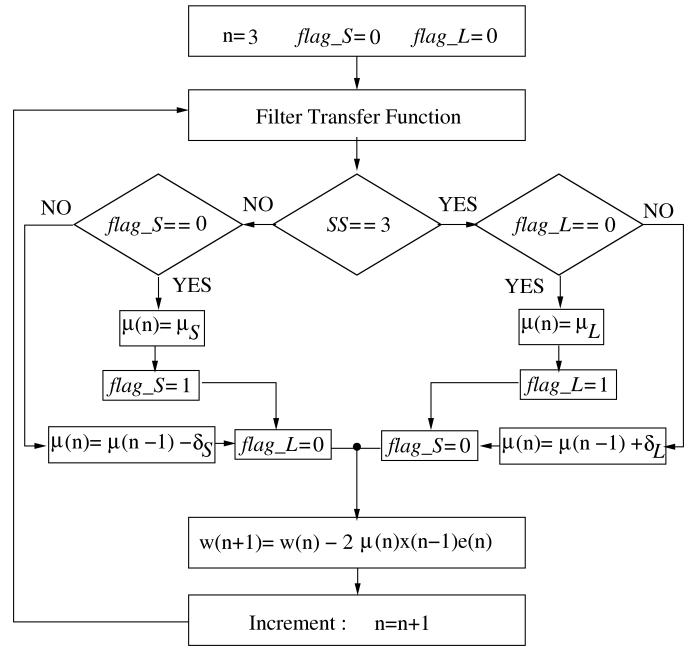 n=3 flag_S=0 flag_L=0
Filter Transfer Function
NO
NO
YES
NO
flag_S==0
SS==3
flag_L==0
YES
YES
μ(n)= μS
μ(n)= μL
flag_S=1
flag_L=1
μ(n)= μ(n −1) −δS
flag_L=0
flag_S=0
μ(n)= μ(n −1) +δL
w(n+1)= w(n) − 2 μ(n)x(n−1)e(n)
Increment : n=n+1